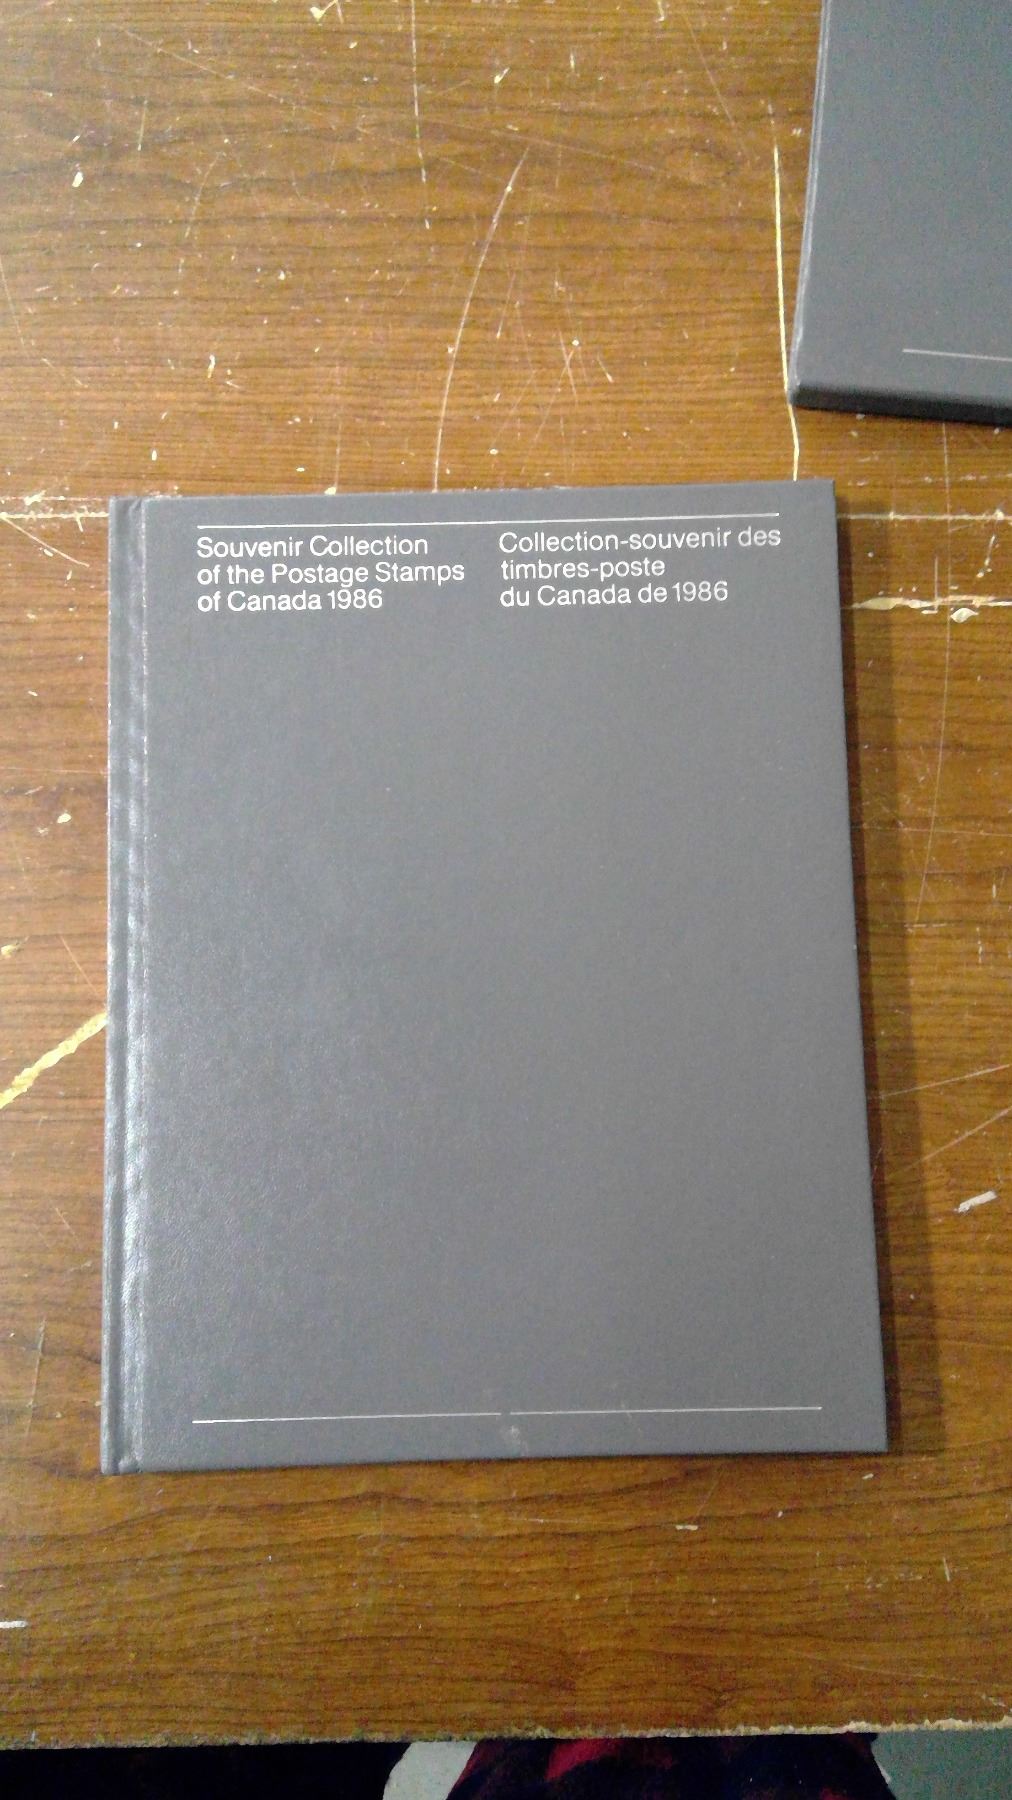 Souvenir Collection
of the Postage Stamps
of Canada 1986
Collection-souvenir des
timbres-poste
du Canada de 1986